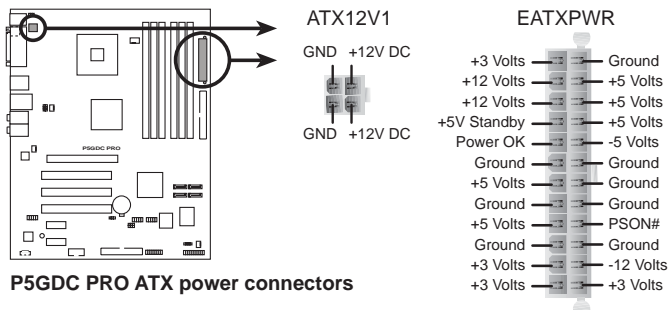 ATX12V1
EATXPWR
GND +12V DC
GND +12V DC
+3 Volts Ground
+12 Volts +5 Volts
+12 Volts +5 Volts
+5V Standby +5 Volts
Power OK -5 Volts
Ground Ground
+5 Volts Ground
Ground Ground
+5 Volts PSON#
Ground Ground
+3 Volts -12 Volts
+3 Volts +3 Volts
P5GDC PRO
P5GDC PRO ATX power connectors